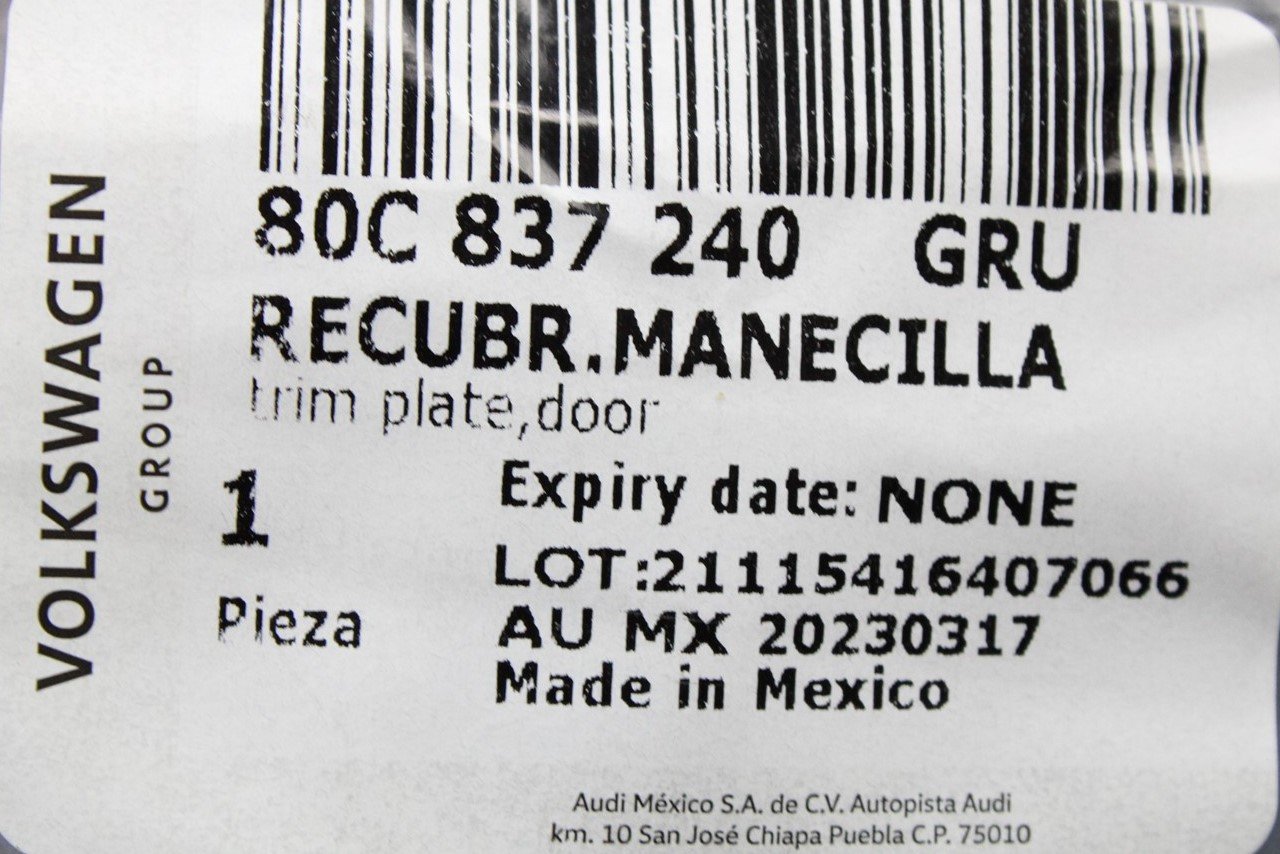 VOLKSWAGEN
GROUP
80C 837 240 GRU
RECUBR.MANECILLA
trim plate,door
1
Pieza
Expiry date: NONE
LOT:21115416407066
AU MX 20230317
Made in Mexico
Audi México S.A. de C.V. Autopista Audi
km. 10 San José Chiapa Puebla C.P. 75010